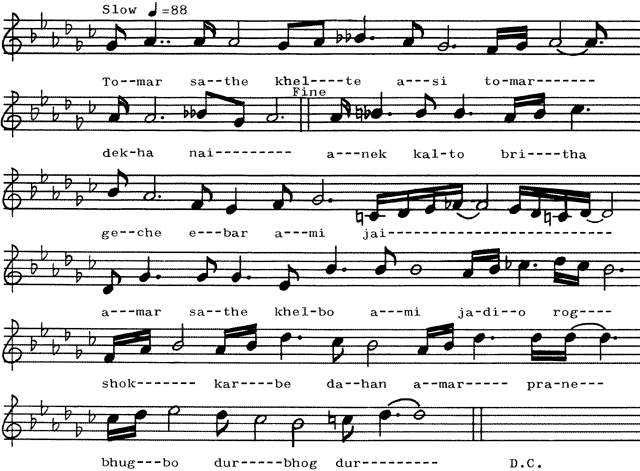 Slow ♩=88
To--mar sa--the khel----te a---si to-mar-------
Fine
dek-ha nai--------- a---nek kal-to bri--tha
ge---che e--bar a--mi jai--------------------------
a---mar sa--the khel-bo a---mi ja-di--o rog----
shok------- kar--be da--han a-mar----- pra-ne---
bhug---bo dur-----bhog dur---------- D.C.